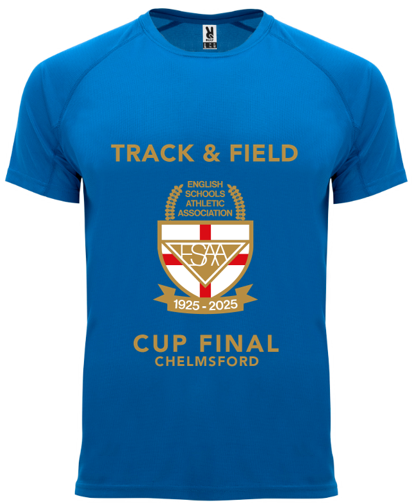 TRACK & FIELD
ENGLISH
SCHOOLS
ATHLETIC
ASSOCIATION
ESAA
1925 - 2025
CUP FINAL
CHELMSFORD